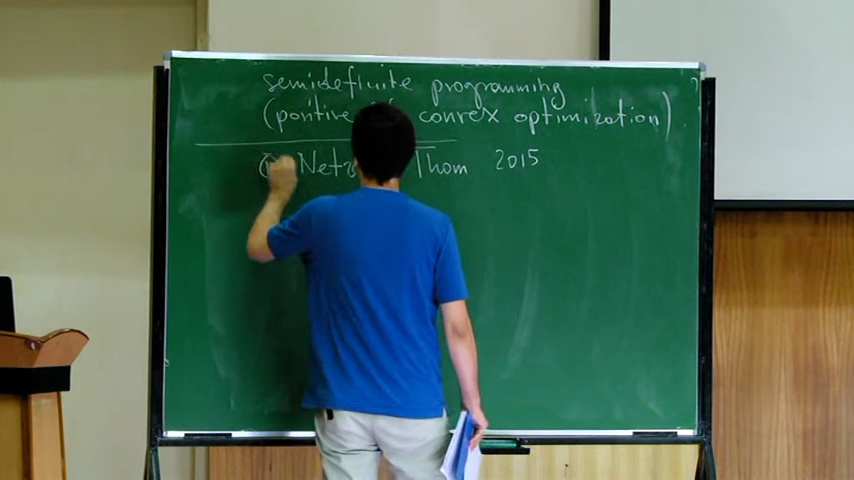 semidefinite programming
(positive convex optimization)
Thom 2015